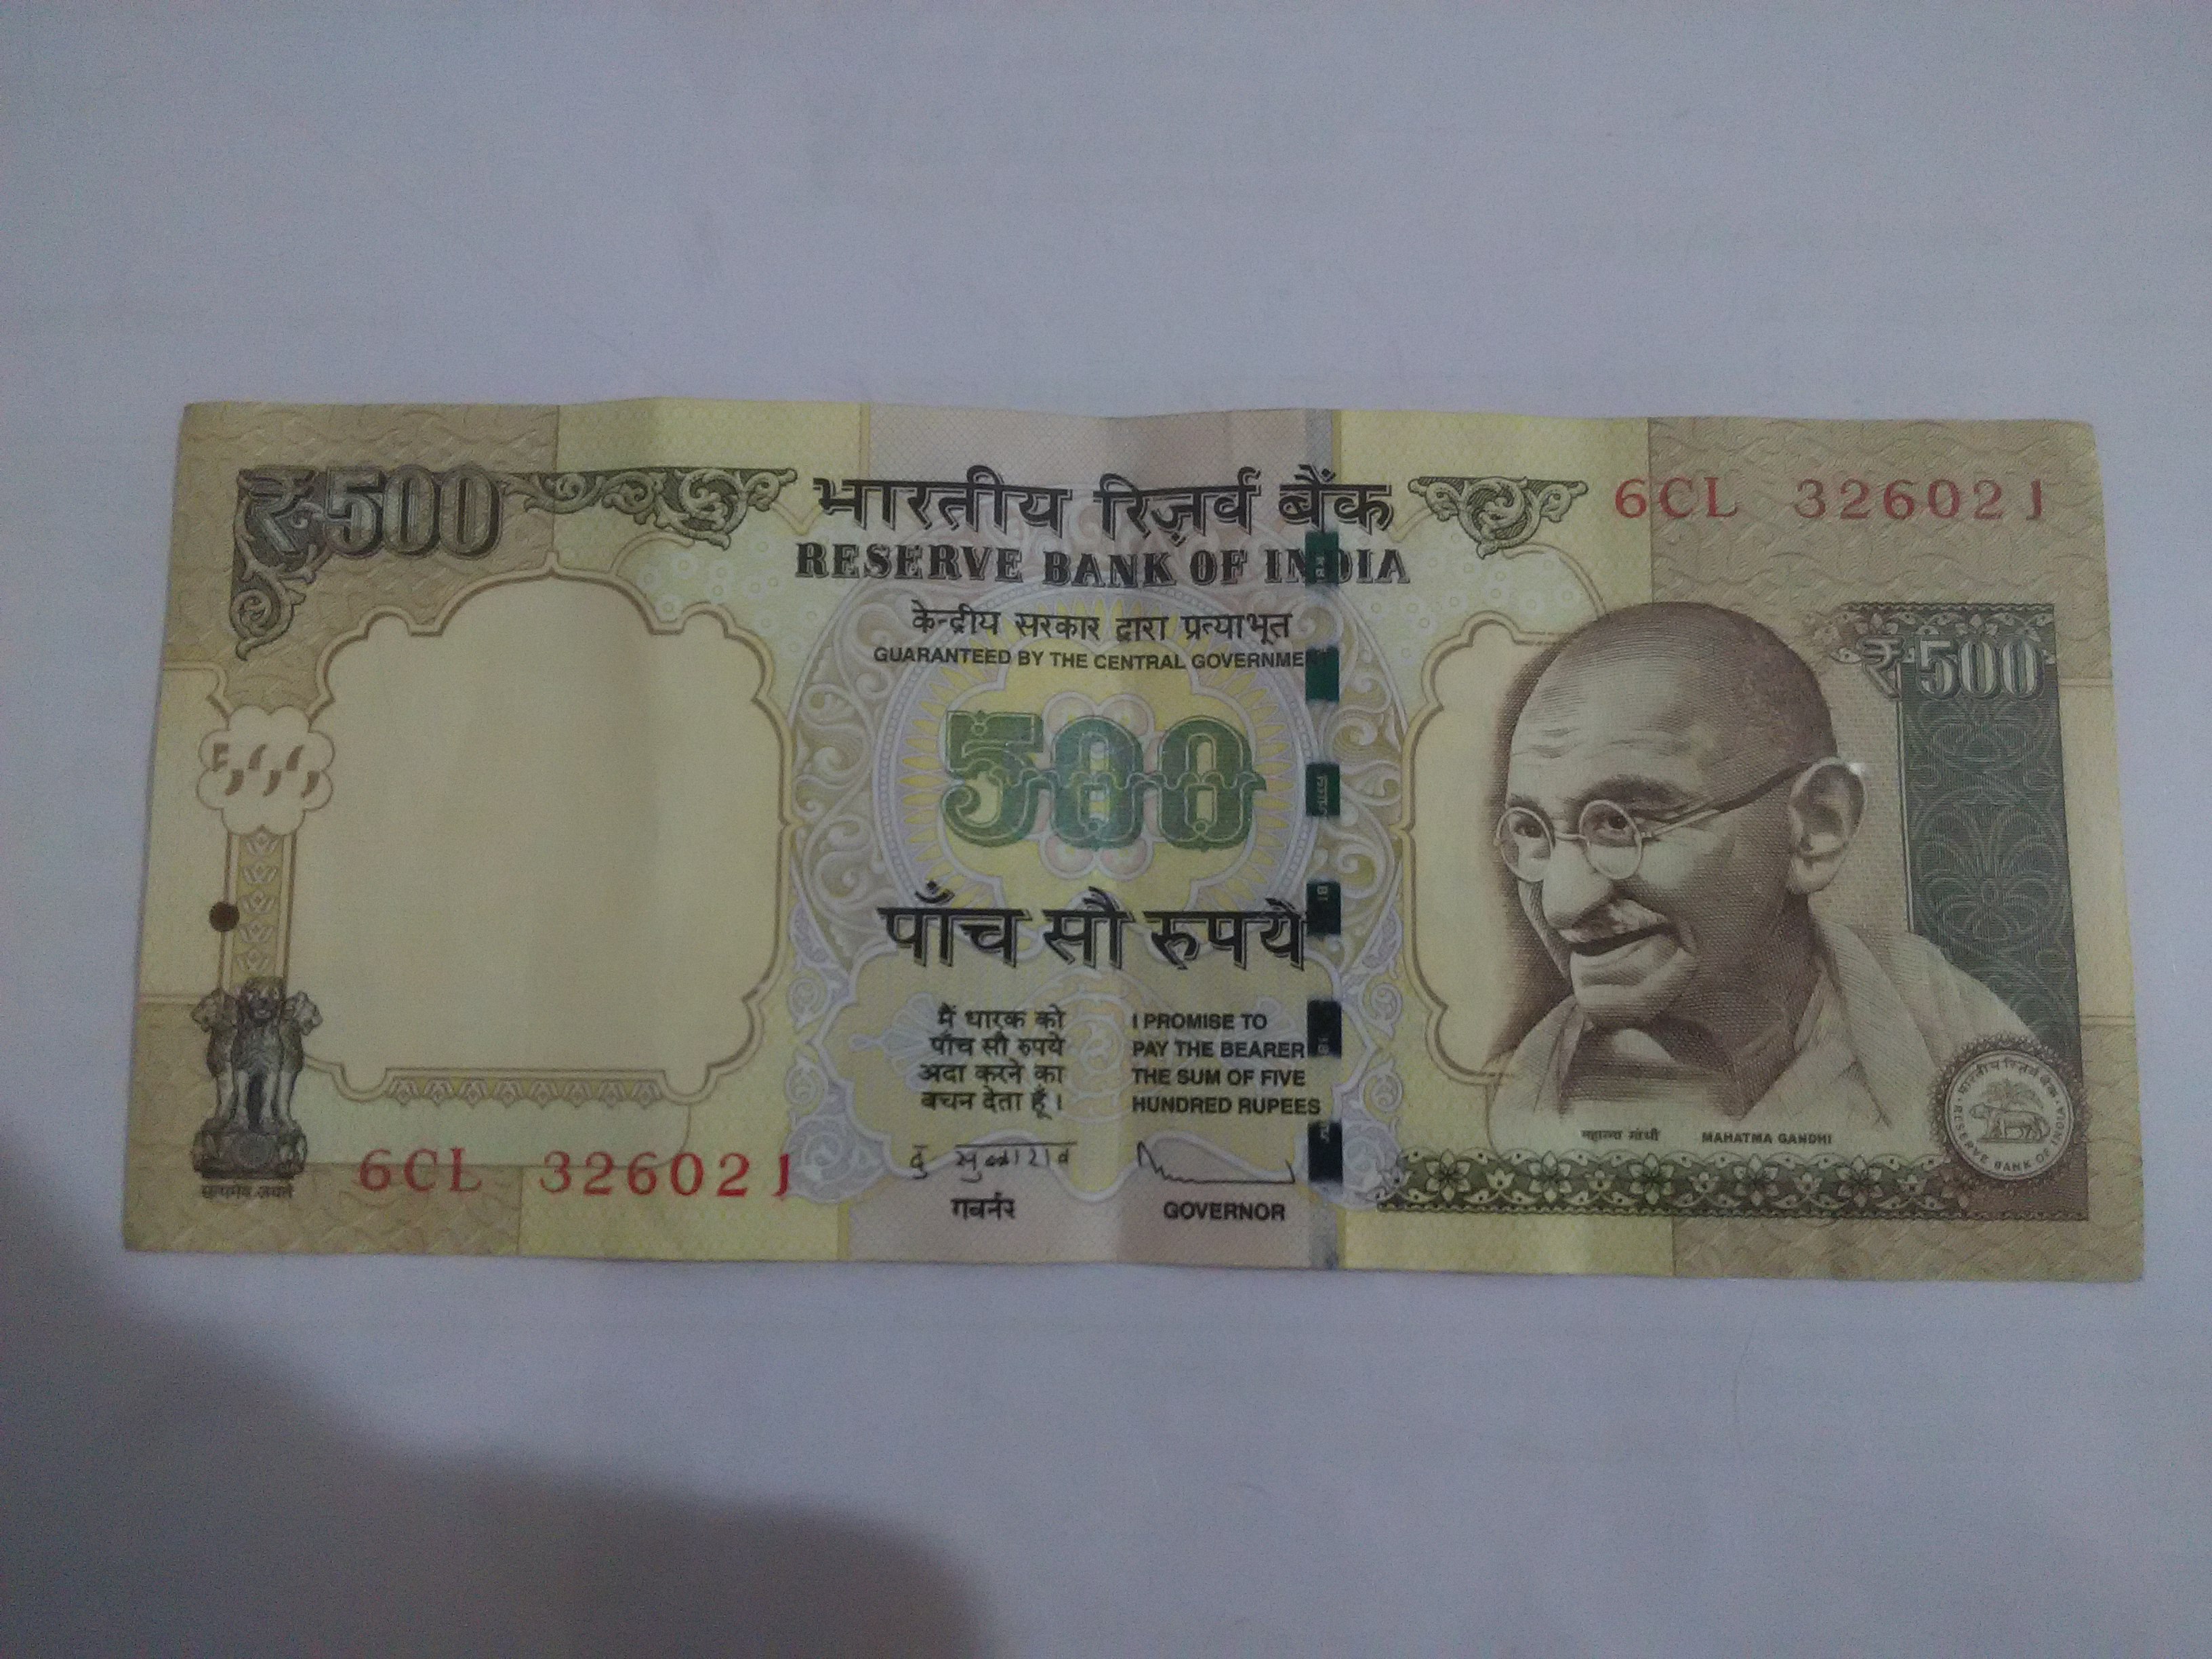 ₹500
भारतीय रिज़र्व बैंक
RESERVE BANK OF INDIA
6CL 326021
केन्द्रीय सरकार द्वारा प्रत्याभूत
GUARANTEED BY THE CENTRAL GOVERNME
₹500
500
पाँच सौ रुपये
मैं धारक को
पाँच सौ रुपये
अदा करने का
वचन देता हूँ।
I PROMISE TO
PAY THE BEARER
THE SUM OF FIVE
HUNDRED RUPEES
महात्मा गांधी MAHATMA GANDHI
भारतीय रिज़र्व बैंक
RESERVE BANK OF INDIA
सत्यमेव जयते
6CL 326021
गवर्नर
GOVERNOR